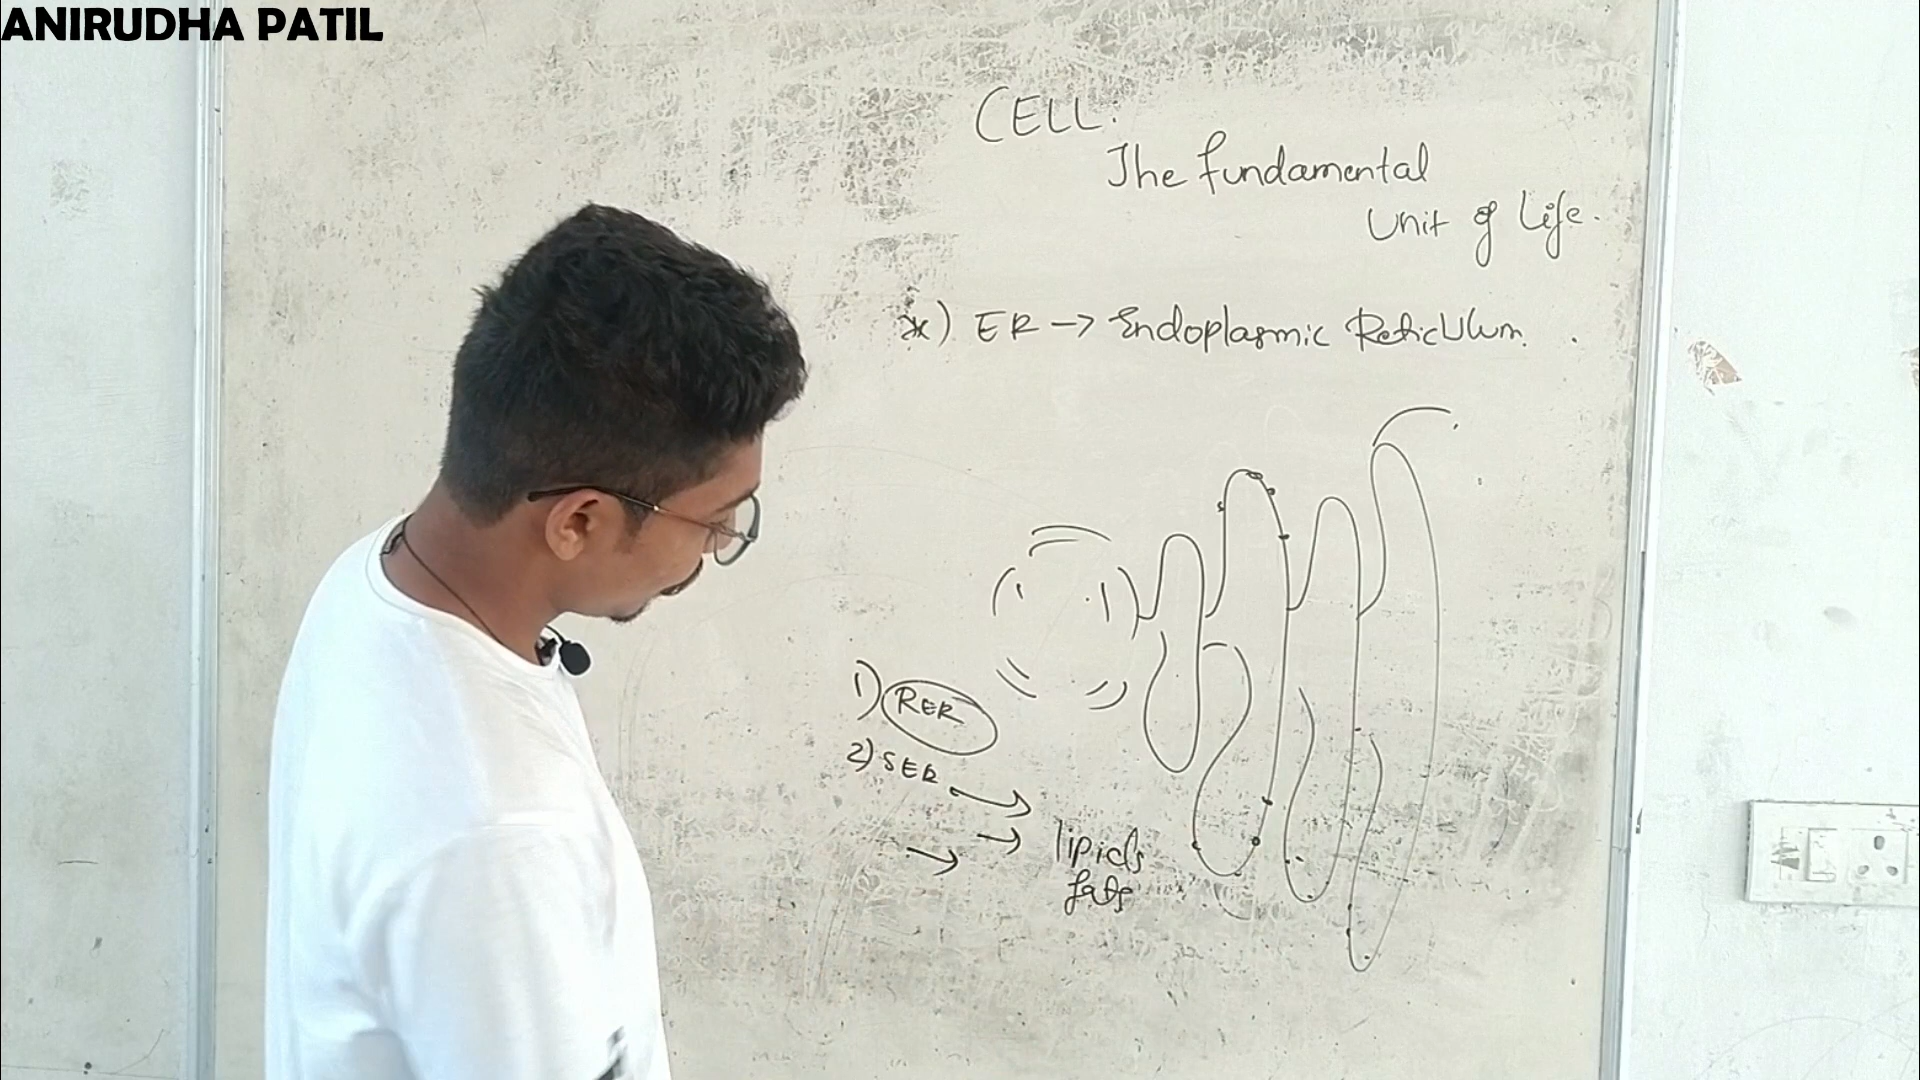 ANIRUDHA PATIL
CELL:
The fundamental
Unit of Life.
*) ER → Endoplasmic Reticulum.
1) RER
2) SER →
→ → lipids
fats